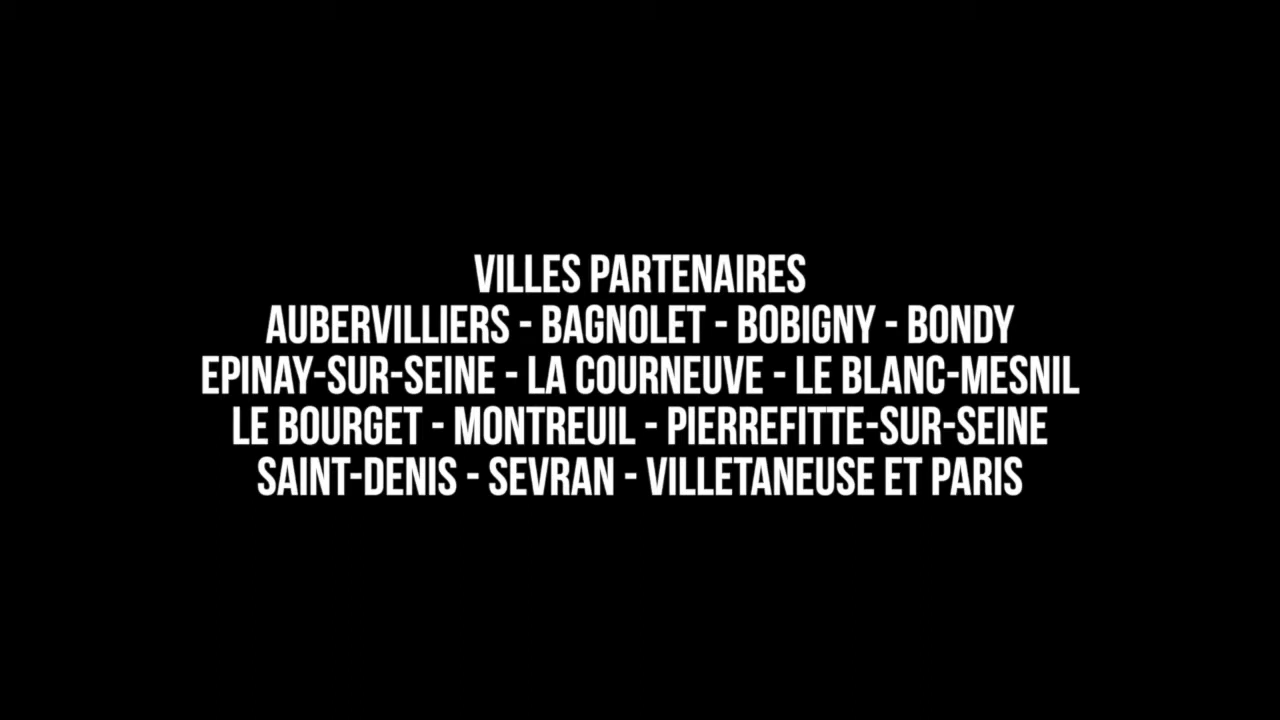 VILLES PARTENAIRES
AUBERVILLIERS - BAGNOLET - BOBIGNY - BONDY
EPINAY-SUR-SEINE - LA COURNEUVE - LE BLANC-MESNIL
LE BOURGET - MONTREUIL - PIERREFITTE-SUR-SEINE
SAINT-DENIS - SEVRAN - VILLETANEUSE ET PARIS